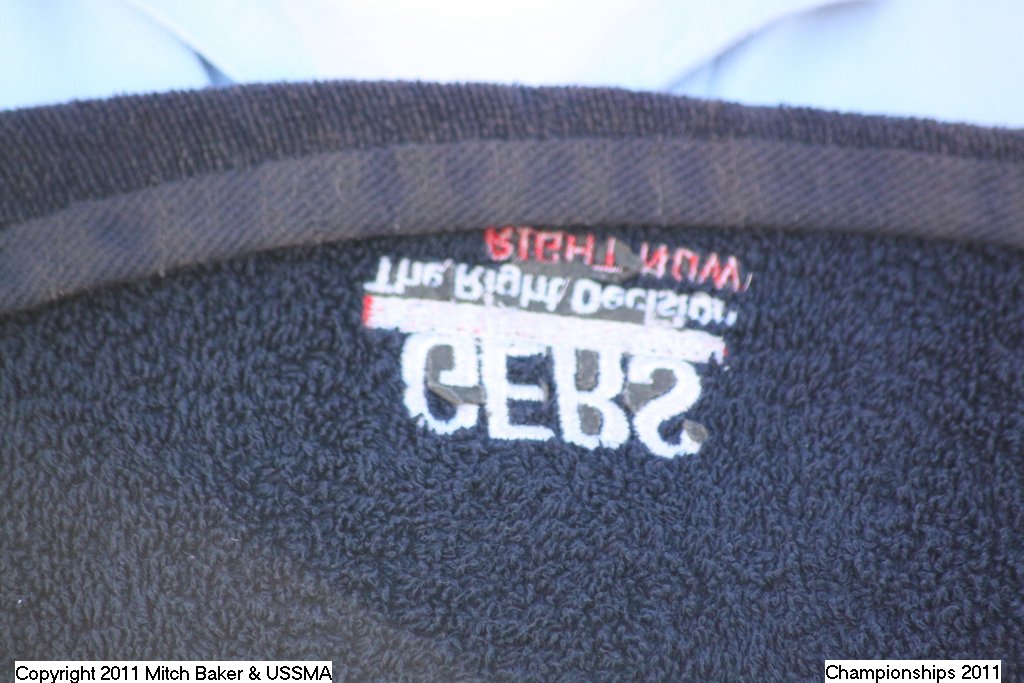 GERS
The Right Decision
RIGHT NOW
Copyright 2011 Mitch Baker & USSMA
Championships 2011